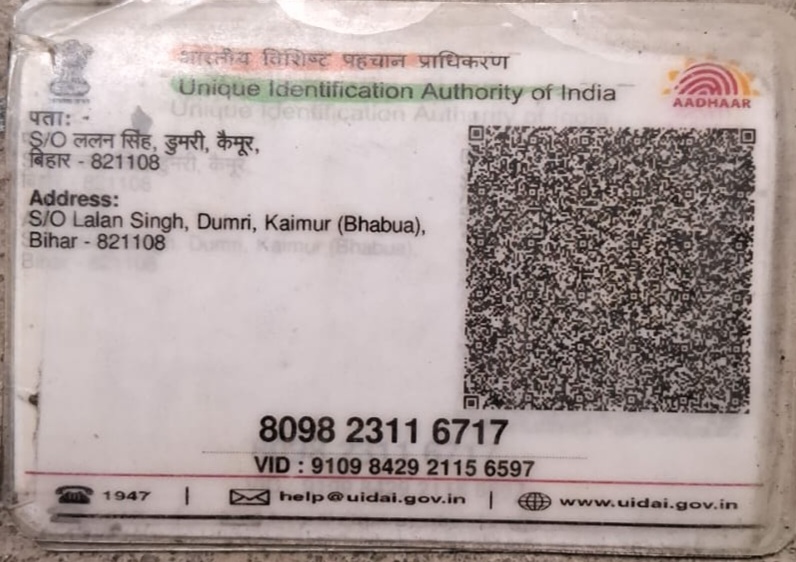 भारतीय विशिष्ट पहचान प्राधिकरण
Unique Identification Authority of India
AADHAAR
पता: -
S/O ललन सिंह, डुमरी, कैमूर,
बिहार - 821108
Address:
S/O Lalan Singh, Dumri, Kaimur (Bhabua),
Bihar - 821108
8098 2311 6717
VID : 9109 8429 2115 6597
1947 | help@uidai.gov.in | www.uidai.gov.in